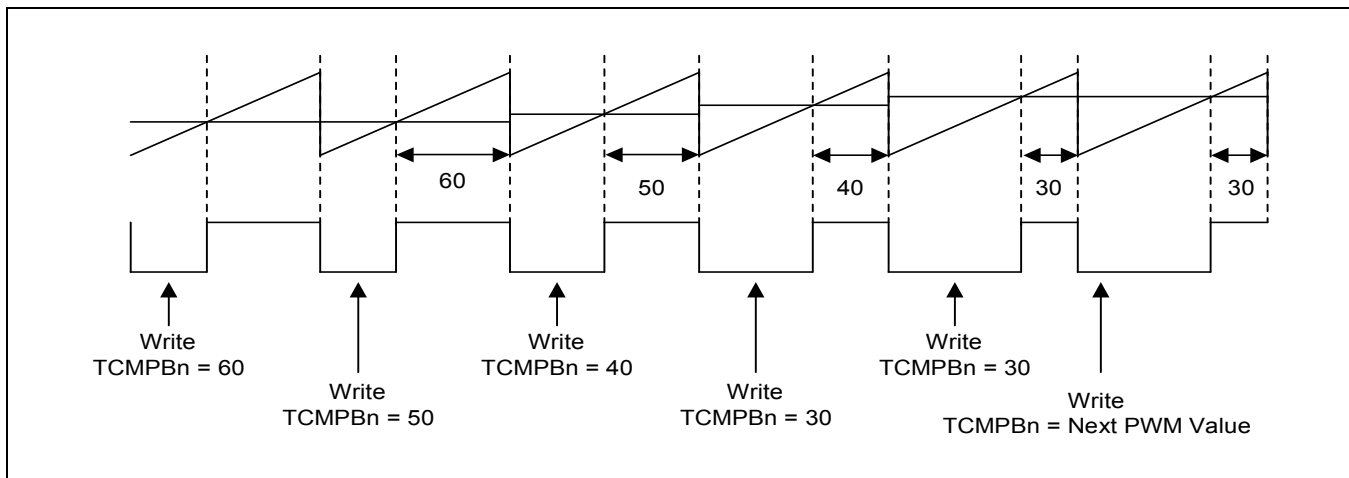 60
50
40
30
30
Write
TCMPBn = 60
Write
TCMPBn = 50
Write
TCMPBn = 40
Write
TCMPBn = 30
Write
TCMPBn = 30
Write
TCMPBn = Next PWM Value